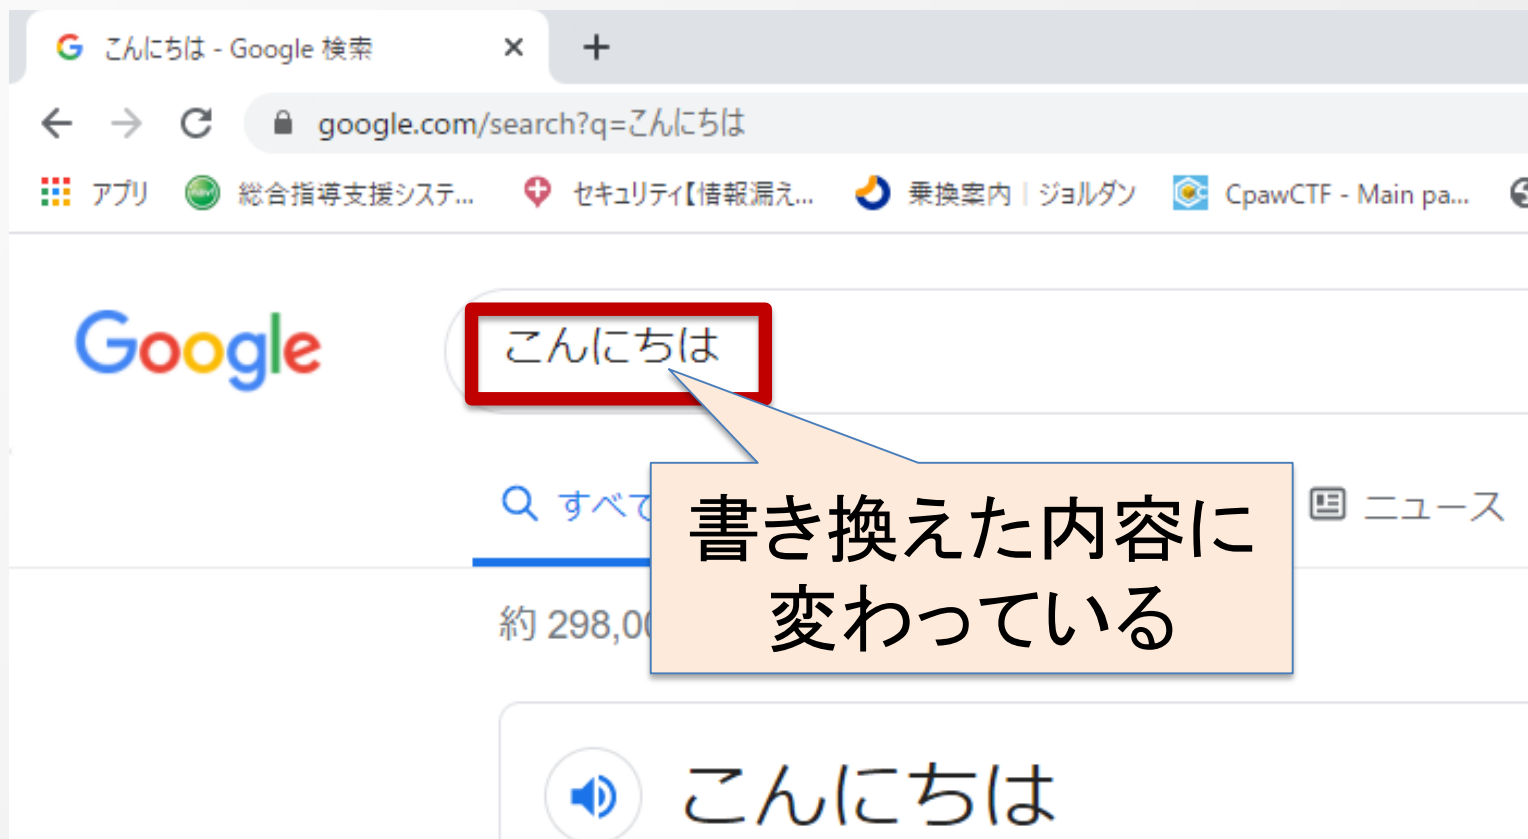 こんにちは - Google 検索
google.com/search?q=こんにちは
アプリ 総合指導支援システ... セキュリティ【情報漏え... 乗換案内｜ジョルダン CpawCTF - Main pa...
Google こんにちは
すべて ニュース
書き換えた内容に
変わっている
約 298,00
こんにちは